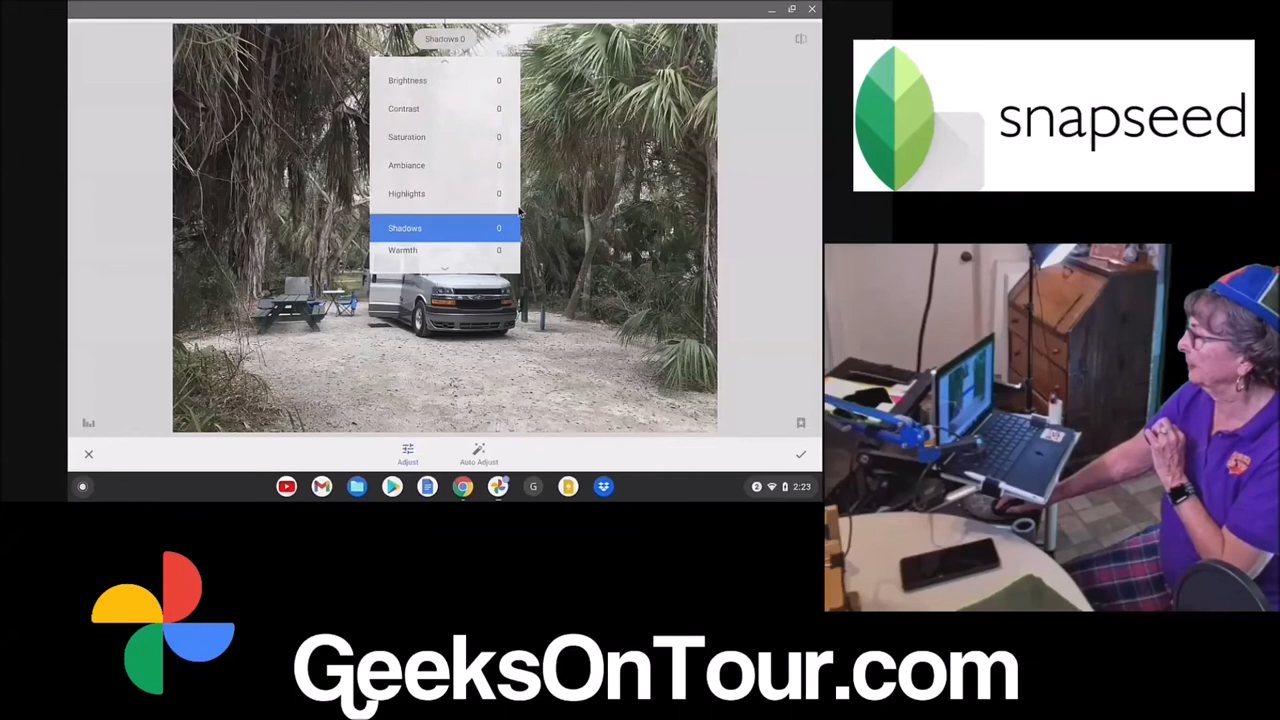 Shadows 0
Brightness 0
Contrast 0
Saturation 0
Ambiance 0
Highlights 0
Shadows 0
Warmth 0
snapseed
Adjust
Auto Adjust
G
2
2:23
GeeksOnTour.com